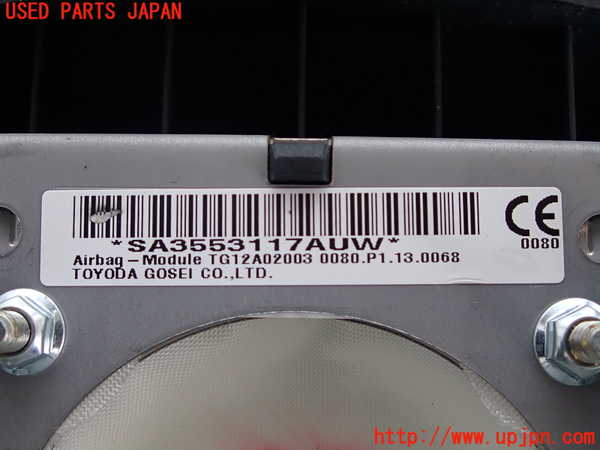 USED PARTS JAPAN
*SA3553117AUW*
Airbag-Module TG12A02003 0080.P1.13.0068
TOYODA GOSEI CO.,LTD.
CE
0080
http://www.upjpn.com/